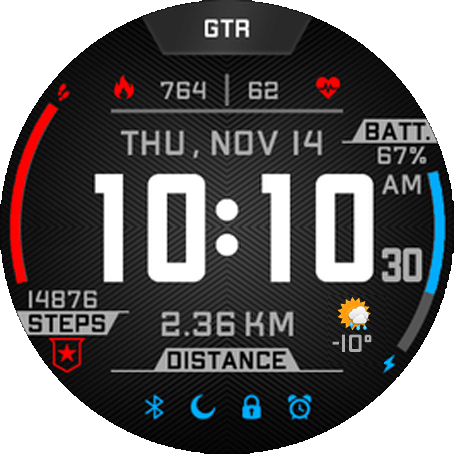 GTR
764 | 62
THU, NOV 14
BATT.
67%
10:10
AM
30
14876
STEPS
2.36 KM
-10°
DISTANCE